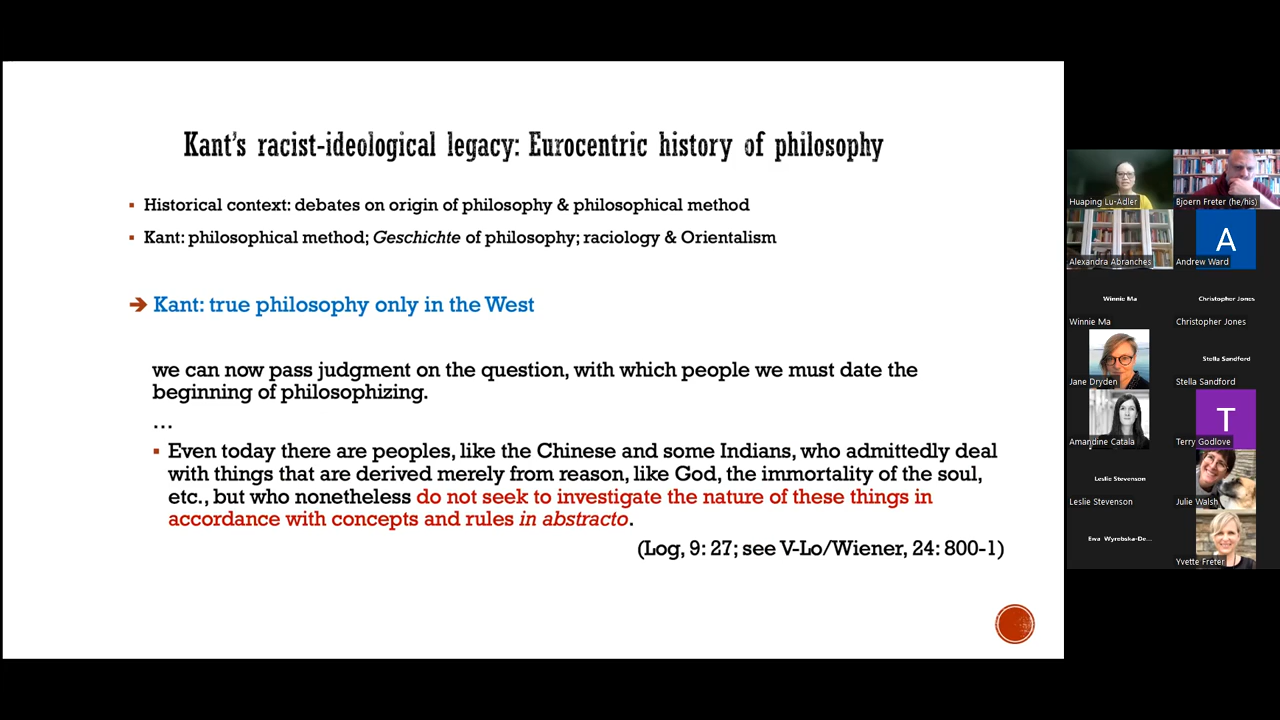 Kant's racist-ideological legacy: Eurocentric history of philosophy
▪ Historical context: debates on origin of philosophy & philosophical method
▪ Kant: philosophical method; Geschichte of philosophy; raciology & Orientalism
➔ Kant: true philosophy only in the West
we can now pass judgment on the question, with which people we must date the
beginning of philosophizing.
…
▪ Even today there are peoples, like the Chinese and some Indians, who admittedly deal
with things that are derived merely from reason, like God, the immortality of the soul,
etc., but who nonetheless do not seek to investigate the nature of these things in
accordance with concepts and rules in abstracto.
(Log, 9: 27; see V-Lo/Wiener, 24: 800-1)
Huaping Lu-Adler
Bjoern Freter (he/his)
Alexandra Abranches
A
Andrew Ward
Winnie Ma
Winnie Ma
Christopher Jones
Christopher Jones
Jane Dryden
Stella Sandford
Stella Sandford
Amandine Catala
T
Terry Godlove
Leslie Stevenson
Leslie Stevenson
Julie Walsh
Ewa Wyrebska-De...
Yvette Freter